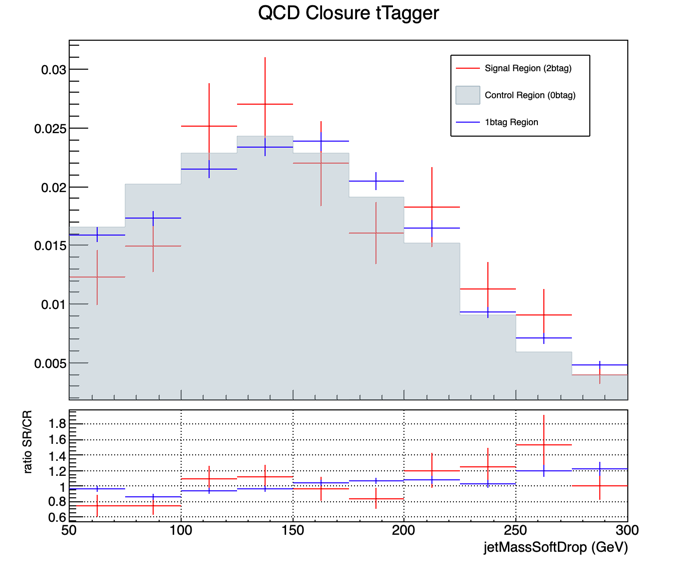 QCD Closure tTagger
0.03
0.025
0.02
0.015
0.01
0.005
Signal Region (2btag)
Control Region (0btag)
1btag Region
ratio SR/CR
1.8
1.6
1.4
1.2
1
0.8
0.6
50 100 150 200 250 300
jetMassSoftDrop (GeV)